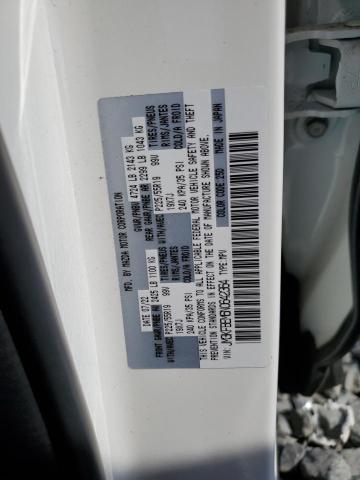 MFD. BY MAZDA MOTOR CORPORATION
07/22 GVWR/PNBV 4724 LB 2143 KG
FRONT GAWR/PNBE AV 2425 LB 1100 KG REAR GAWR/PNBE AR 2299 LB 1043 KG
P225/55R19 99V TIRES/PNEUS WITH/AVEC P225/55R19 99V TIRES/PNEUS
WITH/AVEC 19X7J RIMS/JANTES 19X7J RIMS/JANTES
240 KPA/35 PSI COLD/A FROID 240 KPA/35 PSI COLD/A FROID
THIS VEHICLE CONFORMS TO ALL APPLICABLE FEDERAL MOTOR VEHICLE SAFETY AND THEFT
PREVENTION STANDARDS IN EFFECT ON THE DATE OF MANUFACTURE SHOWN ABOVE.
COLOR CODE 25D MADE IN JAPAN
VIN: TYPE: MPV